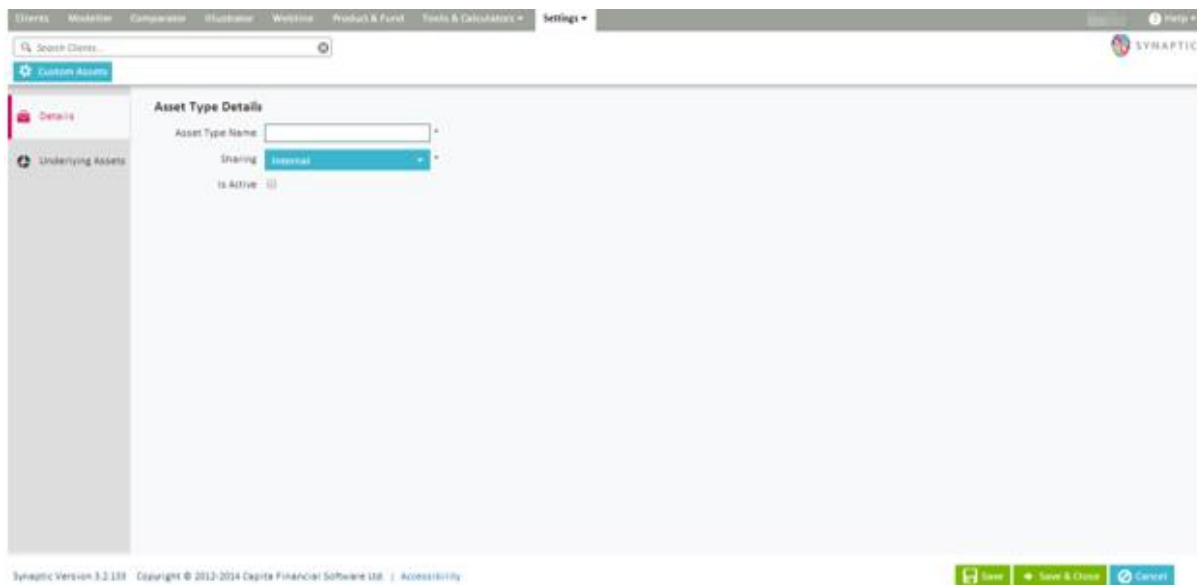 Clients Modeller Comparator Illustrator Webline Product & Fund Tools & Calculators Settings Help
Search Clients...
SYNAPTIC
Custom Assets
Details
Underlying Assets
Asset Type Details
Asset Type Name *
Sharing Internal *
Is Active
Synaptic Version 3.2.133 Copyright © 2012-2014 Capita Financial Software Ltd. | Accessibility
Save Save & Close Cancel